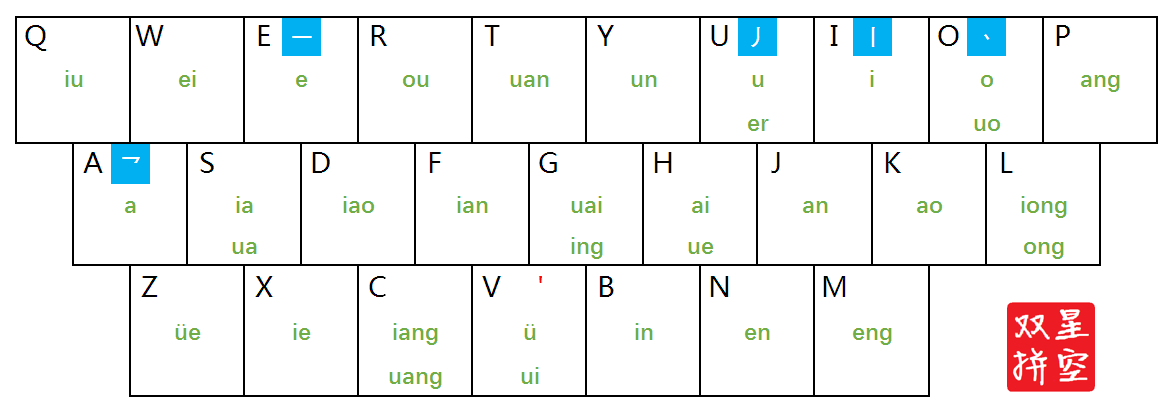 Q W E 一 R T Y U 丿 I 丨 O 丶 P
iu ei e ou uan un u i o ang
er uo
A ㇖ S D F G H J K L
a ia iao ian uai ai an ao iong
ua ing ue ong
Z X C V ' B N M
üe ie iang ü in en eng
uang ui
双星
拼空